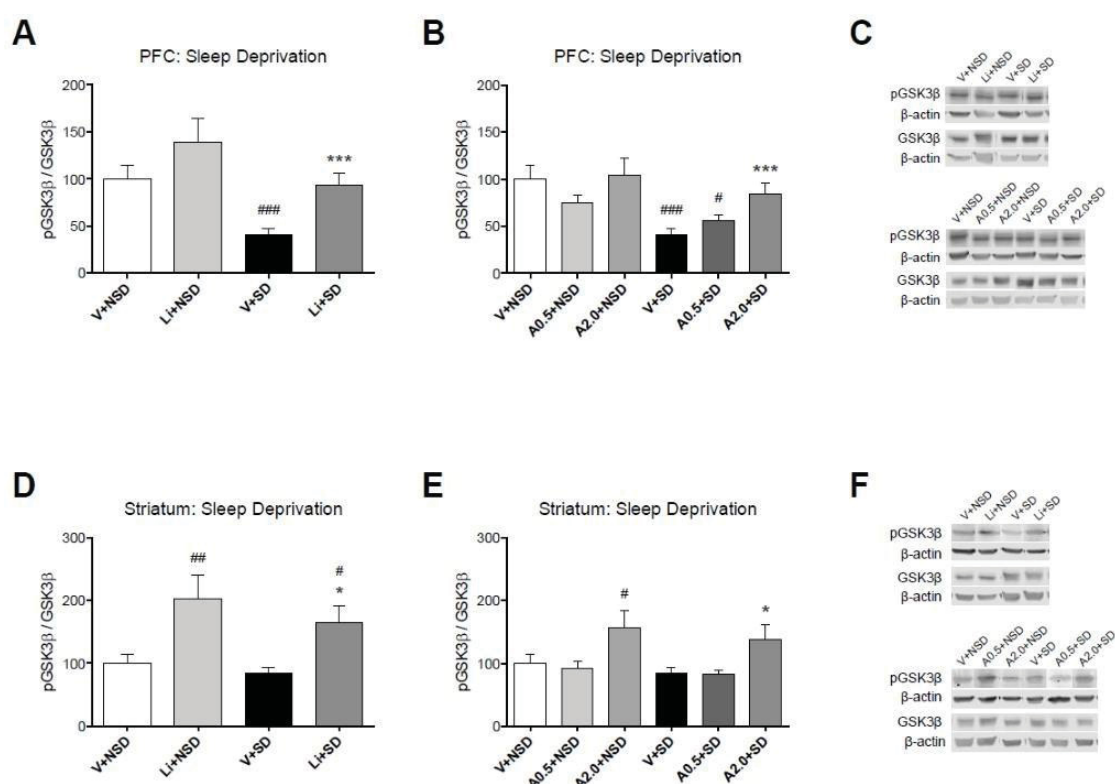 A
PFC: Sleep Deprivation
pGSK3β / GSK3β
200
150
100
50
0
###
***
V+NSD
Li+NSD
V+SD
Li+SD
B
PFC: Sleep Deprivation
pGSK3β / GSK3β
200
150
100
50
0
###
#
***
V+NSD
A0.5+NSD
A2.0+NSD
V+SD
A0.5+SD
A2.0+SD
C
V+NSD
Li+NSD
V+SD
Li+SD
pGSK3β
β-actin
GSK3β
β-actin
V+NSD
A0.5+NSD
A2.0+NSD
V+SD
A0.5+SD
A2.0+SD
pGSK3β
β-actin
GSK3β
β-actin
D
Striatum: Sleep Deprivation
pGSK3β / GSK3β
300
200
100
0
##
#
*
V+NSD
Li+NSD
V+SD
Li+SD
E
Striatum: Sleep Deprivation
pGSK3β / GSK3β
300
200
100
0
#
*
V+NSD
A0.5+NSD
A2.0+NSD
V+SD
A0.5+SD
A2.0+SD
F
V+NSD
Li+NSD
V+SD
Li+SD
pGSK3β
β-actin
GSK3β
β-actin
V+NSD
A0.5+NSD
A2.0+NSD
V+SD
A0.5+SD
A2.0+SD
pGSK3β
β-actin
GSK3β
β-actin